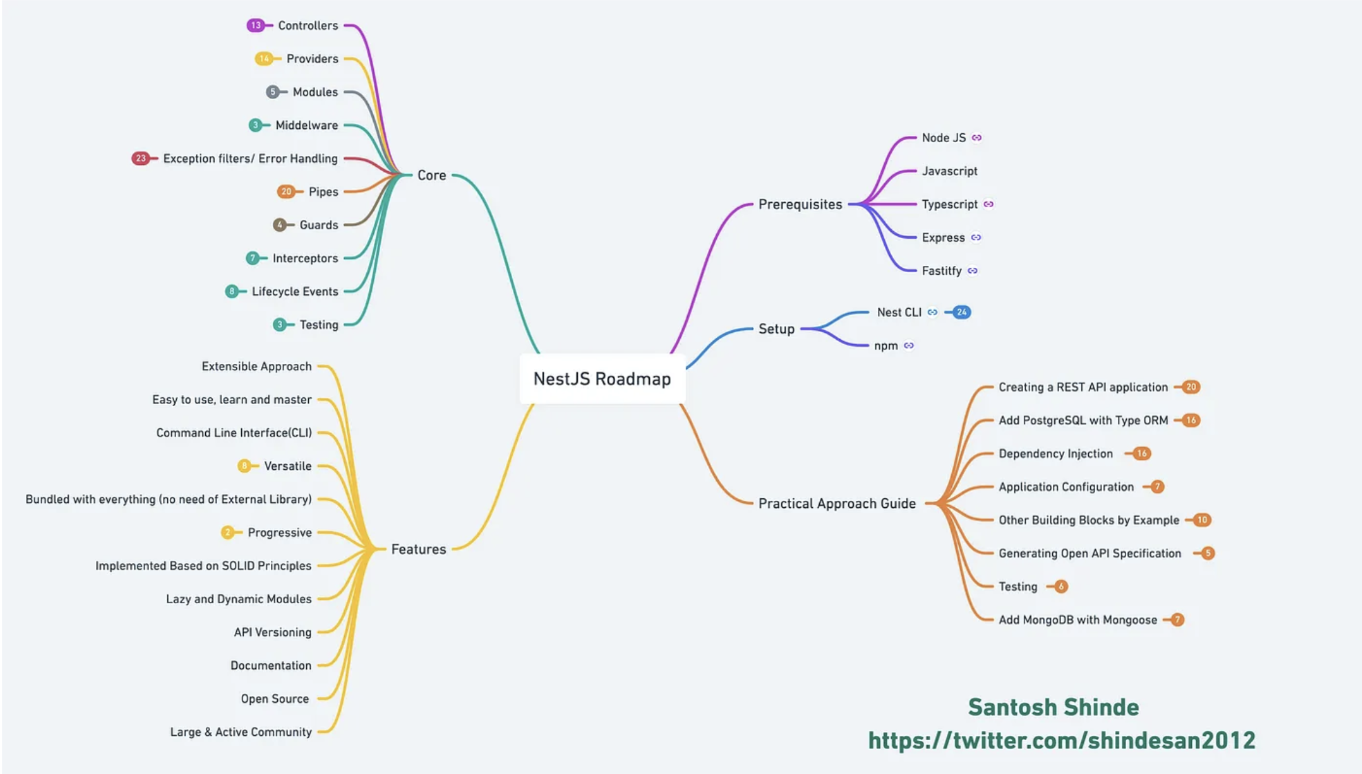 13 Controllers
14 Providers
5 Modules
3 Middelware
23 Exception filters/ Error Handling
20 Pipes
4 Guards
7 Interceptors
8 Lifecycle Events
3 Testing
Core
Extensible Approach
Easy to use, learn and master
Command Line Interface(CLI)
8 Versatile
Bundled with everything (no need of External Library)
2 Progressive
Implemented Based on SOLID Principles
Lazy and Dynamic Modules
API Versioning
Documentation
Open Source
Large & Active Community
Features
NestJS Roadmap
Prerequisites
Node JS
Javascript
Typescript
Express
Fastitfy
Setup
Nest CLI 24
npm
Practical Approach Guide
Creating a REST API application 20
Add PostgreSQL with Type ORM 16
Dependency Injection 16
Application Configuration 7
Other Building Blocks by Example 10
Generating Open API Specification 5
Testing 6
Add MongoDB with Mongoose 7
Santosh Shinde
https://twitter.com/shindesan2012